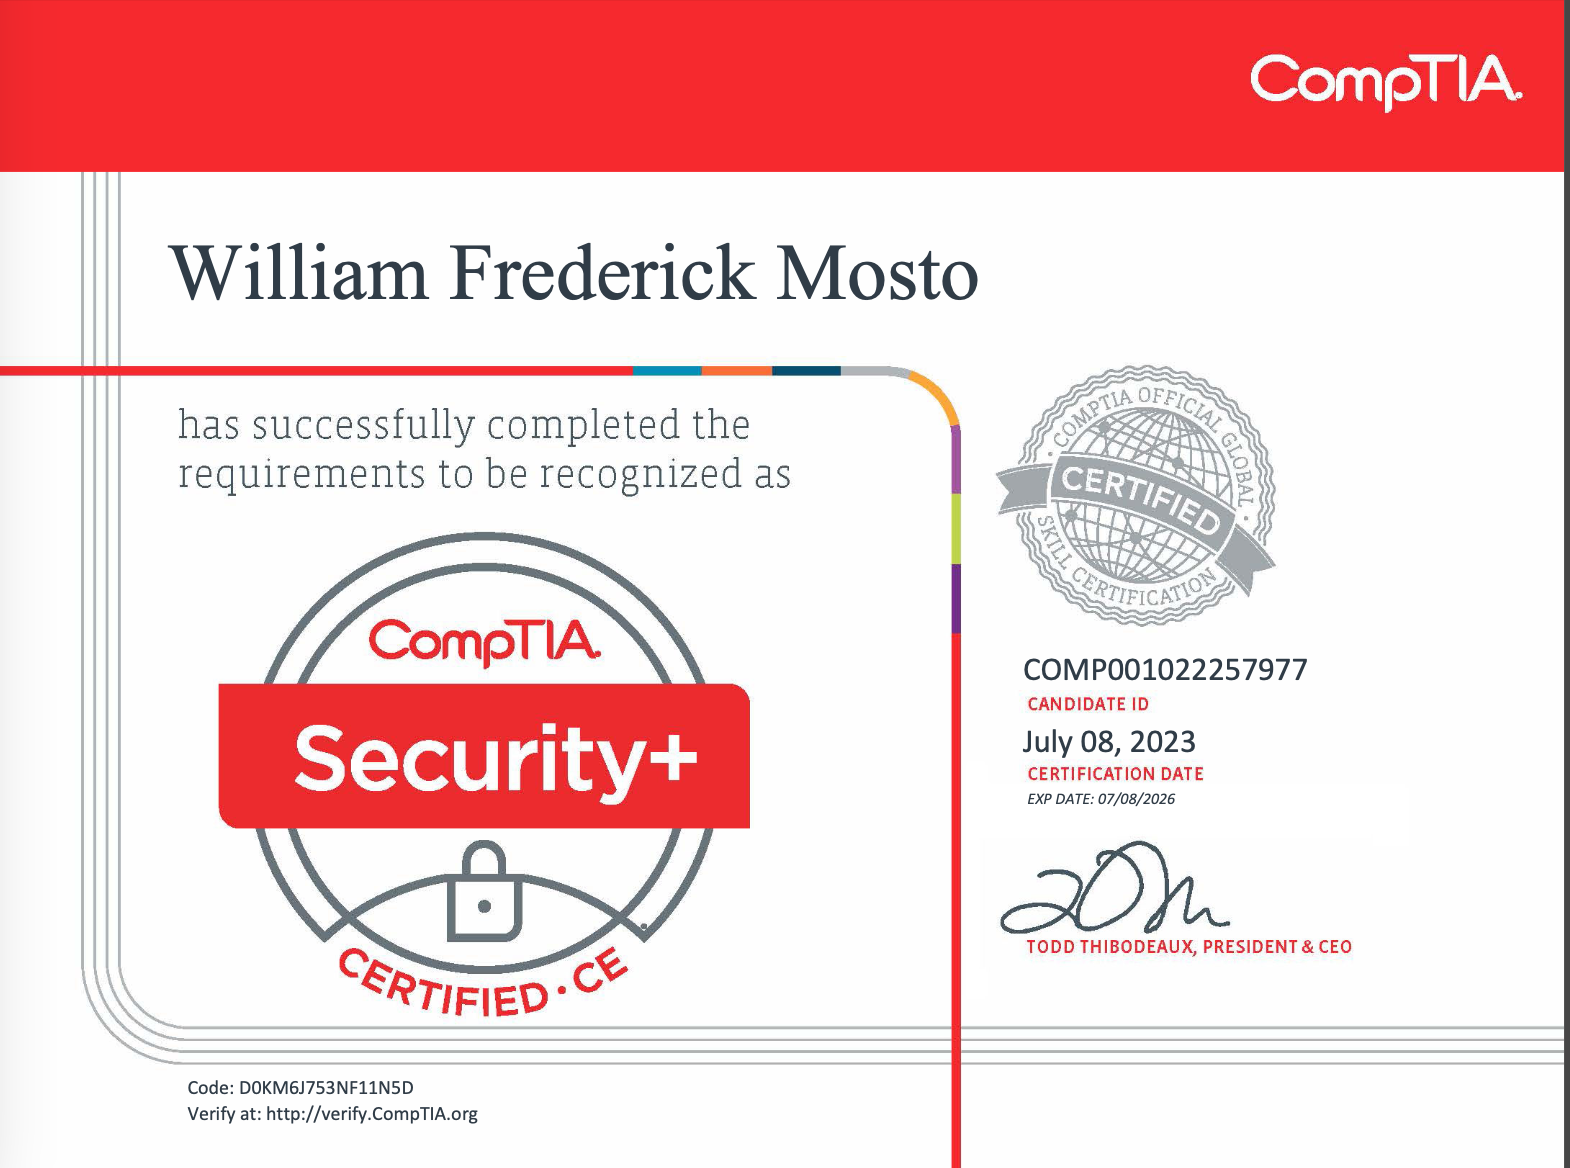 CompTIA.
William Frederick Mosto
has successfully completed the
requirements to be recognized as
CompTIA.
Security+
CERTIFIED · CE
· COMPTIA OFFICIAL GLOBAL ·
CERTIFIED
SKILL CERTIFICATION
COMP001022257977
CANDIDATE ID
July 08, 2023
CERTIFICATION DATE
EXP DATE: 07/08/2026
TODD THIBODEAUX, PRESIDENT & CEO
Code: D0KM6J753NF11N5D
Verify at: http://verify.CompTIA.org